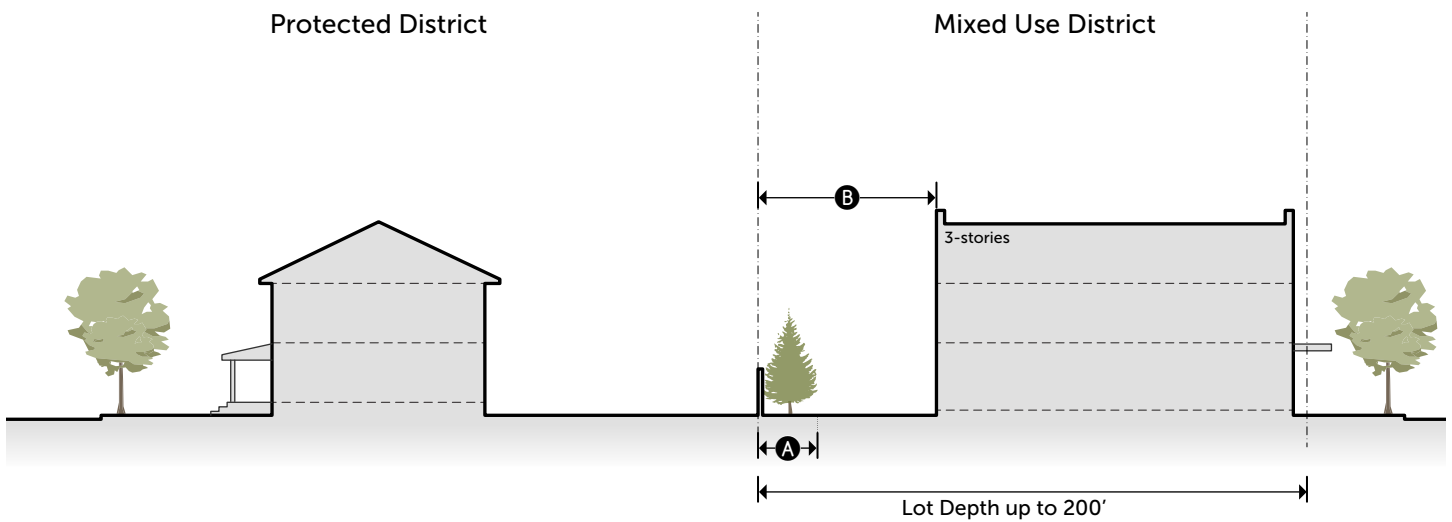 Protected District
Mixed Use District
B
3-stories
A
Lot Depth up to 200′